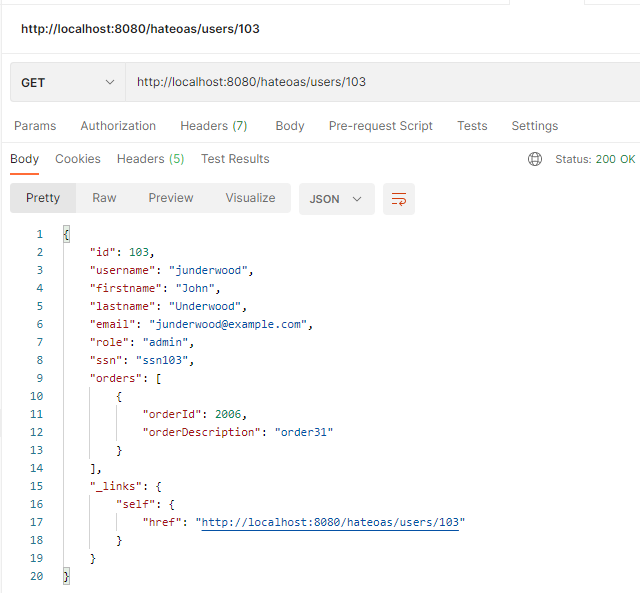 http://localhost:8080/hateoas/users/103
GET http://localhost:8080/hateoas/users/103
Params Authorization Headers (7) Body Pre-request Script Tests Settings
Body Cookies Headers (5) Test Results Status: 200 OK
Pretty Raw Preview Visualize JSON
1 {
2 "id": 103,
3 "username": "junderwood",
4 "firstname": "John",
5 "lastname": "Underwood",
6 "email": "junderwood@example.com",
7 "role": "admin",
8 "ssn": "ssn103",
9 "orders": [
10 {
11 "orderId": 2006,
12 "orderDescription": "order31"
13 }
14 ],
15 "_links": {
16 "self": {
17 "href": "http://localhost:8080/hateoas/users/103"
18 }
19 }
20 }